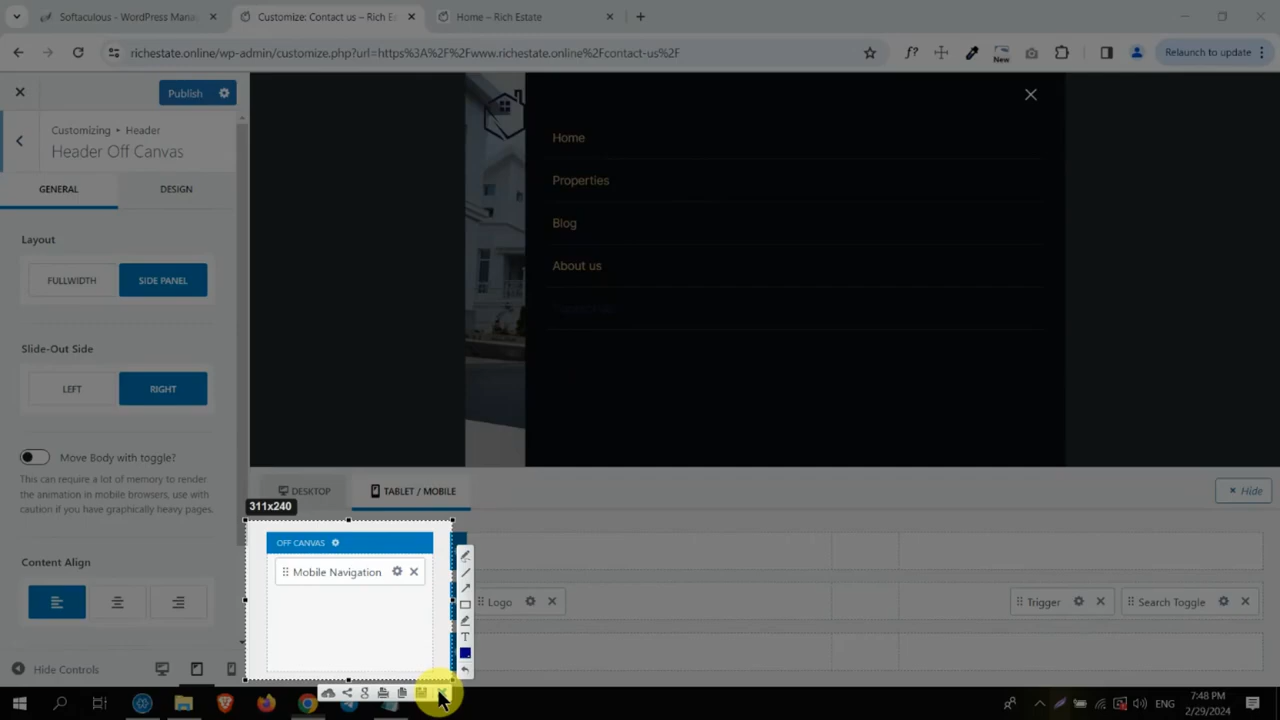 Softaculous - WordPress Mana
Customize: Contact us – Rich Es
Home – Rich Estate
richestate.online/wp-admin/customize.php?url=https%3A%2F%2Fwww.richestate.online%2Fcontact-us%2F
f?
New
Relaunch to update
Publish
Customizing • Header
Header Off Canvas
GENERAL
DESIGN
Layout
FULLWIDTH
SIDE PANEL
Slide-Out Side
LEFT
RIGHT
Move Body with toggle?
This can require a lot of memory to render
the animation in mobile browsers, use with
caution if you have graphically heavy pages.
Content Align
Hide Controls
Home
Properties
Blog
About us
DESKTOP
TABLET / MOBILE
× Hide
311x240
OFF CANVAS
Mobile Navigation
Logo
Trigger
Search Toggle
T
g
7:48 PM
2/29/2024